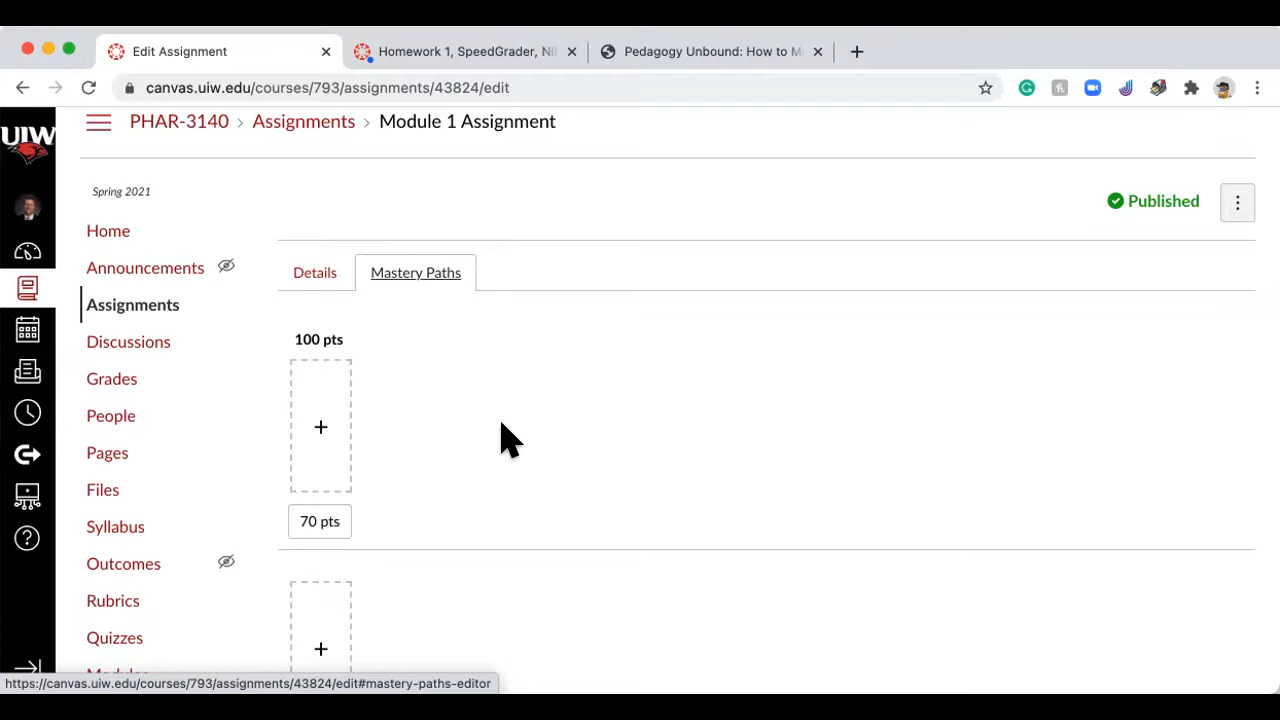 Edit Assignment
Homework 1, SpeedGrader, Ni
Pedagogy Unbound: How to M
canvas.uiw.edu/courses/793/assignments/43824/edit
UIW
PHAR-3140 > Assignments > Module 1 Assignment
Spring 2021
Published
Home
Announcements
Assignments
Discussions
Grades
People
Pages
Files
Syllabus
Outcomes
Rubrics
Quizzes
Modules
Details
Mastery Paths
100 pts
+
70 pts
+
https://canvas.uiw.edu/courses/793/assignments/43824/edit#mastery-paths-editor